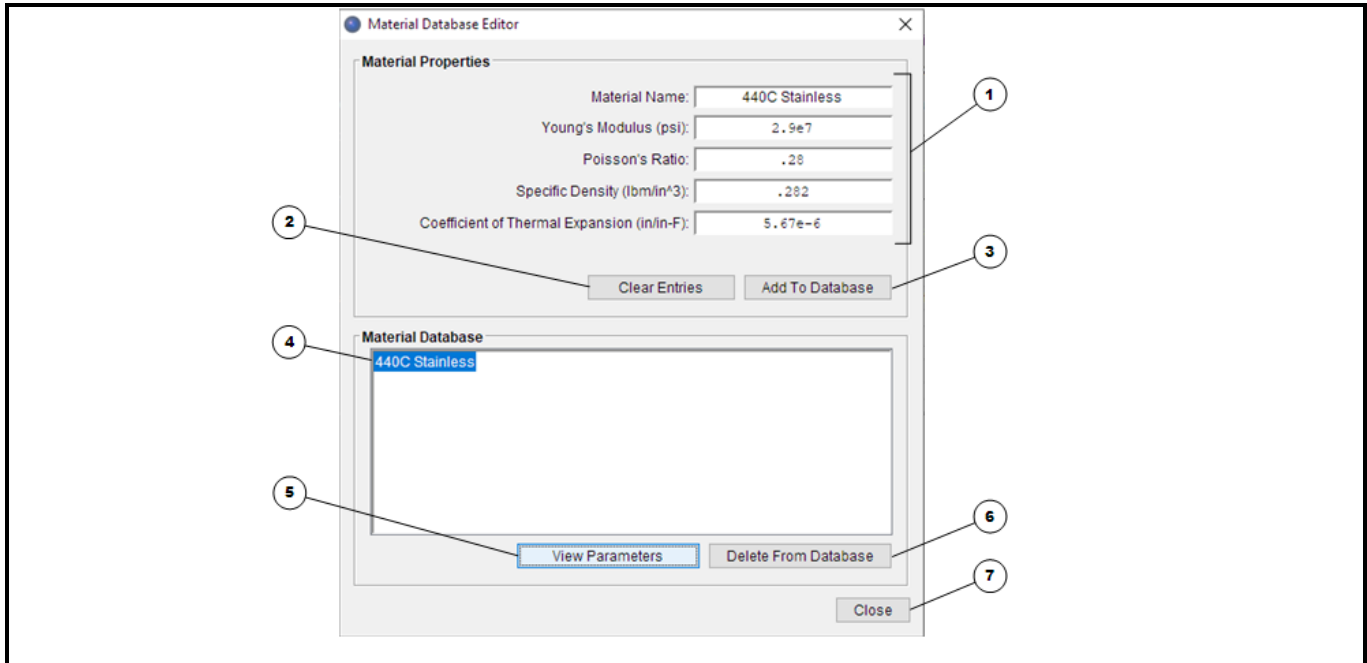 Material Database Editor
Material Properties
Material Name: 440C Stainless
1
Young's Modulus (psi): 2.9e7
Poisson's Ratio: .28
Specific Density (lbm/in^3): .282
2
Coefficient of Thermal Expansion (in/in-F): 5.67e-6
3
Clear Entries Add To Database
4
Material Database
440C Stainless
5
6
View Parameters Delete From Database
7
Close